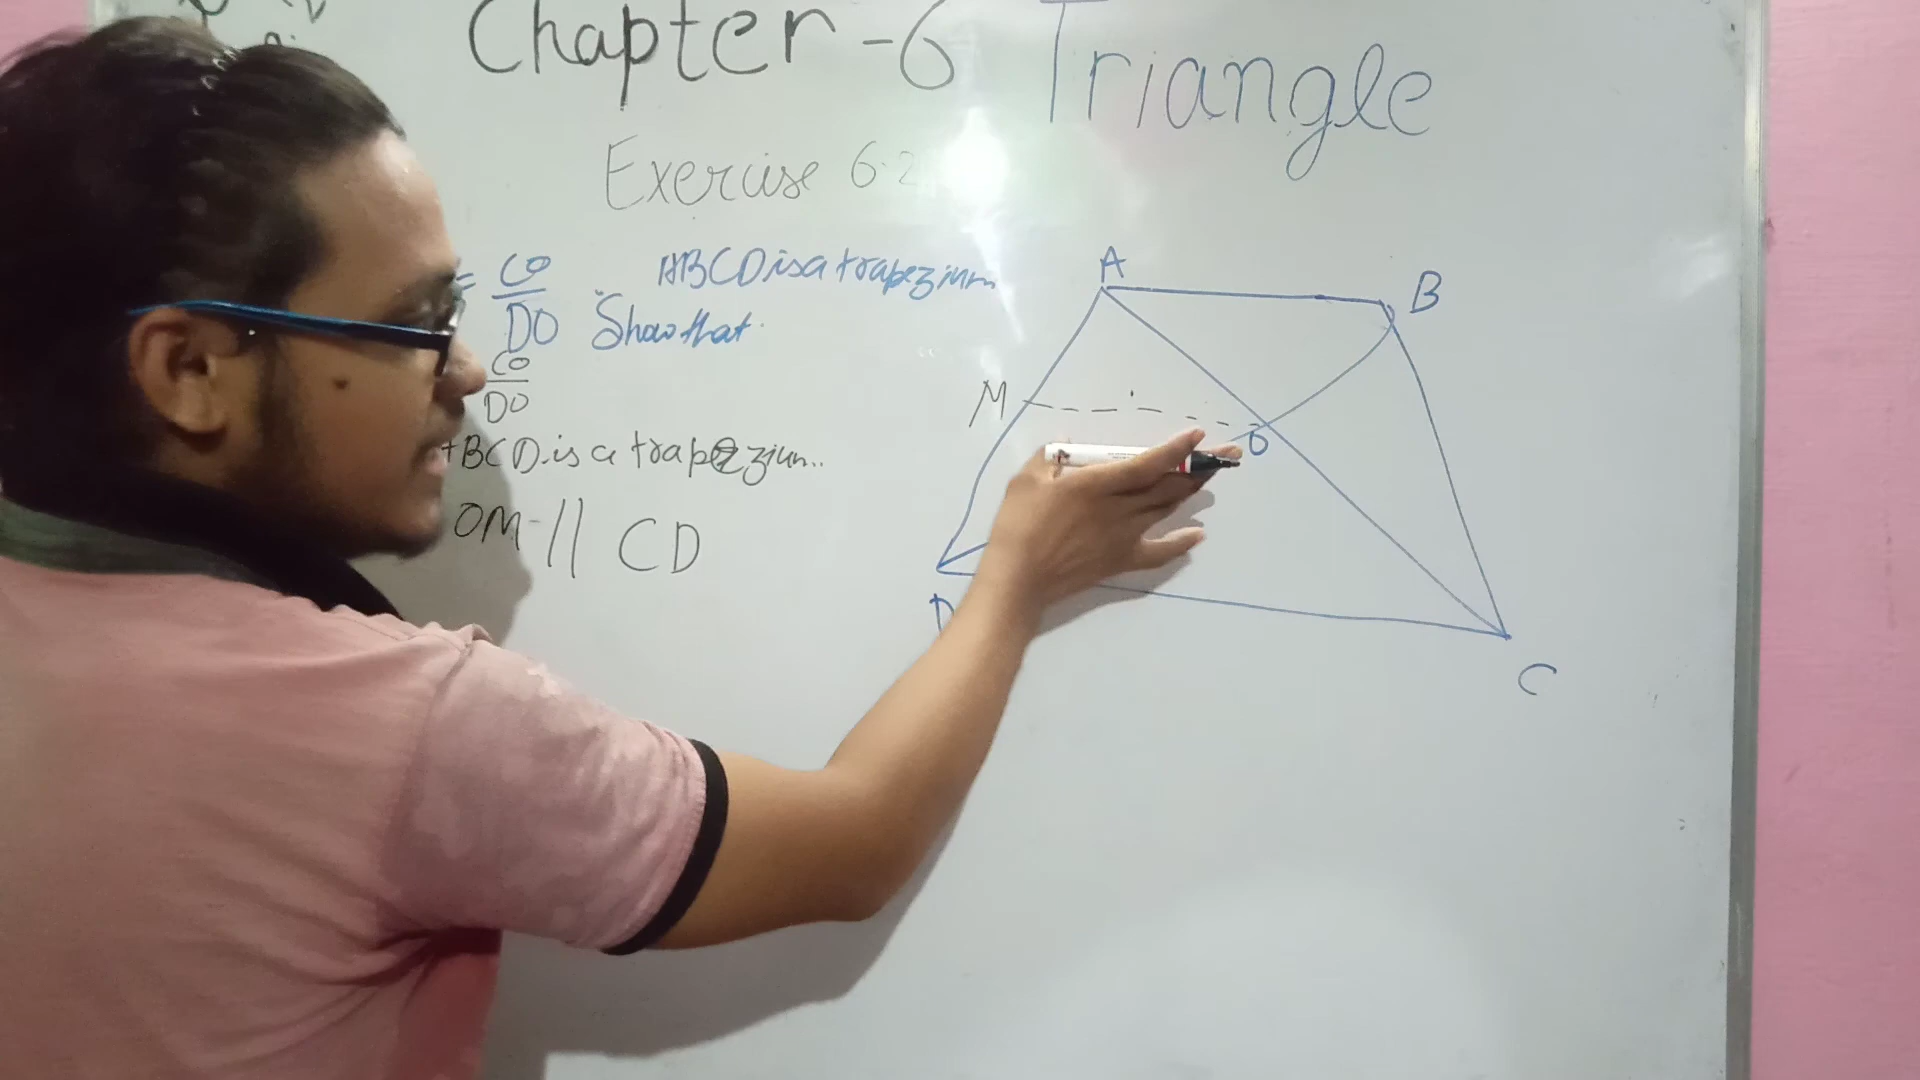 Chapter-6 Triangle
Exercise 6.2
= CO/DO ABCD is a trapezium
Show that
CO/DO
BCD is a trapezium..
OM || CD
A
B
M
O
D
C